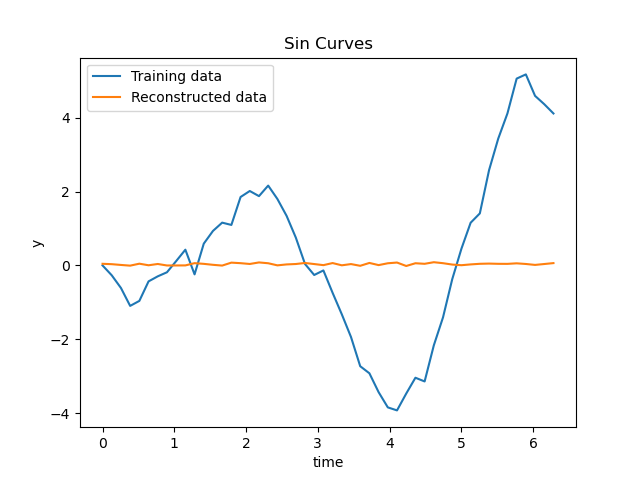 Sin Curves
Training data
Reconstructed data
y
4
2
0
−2
−4
0 1 2 3 4 5 6
time